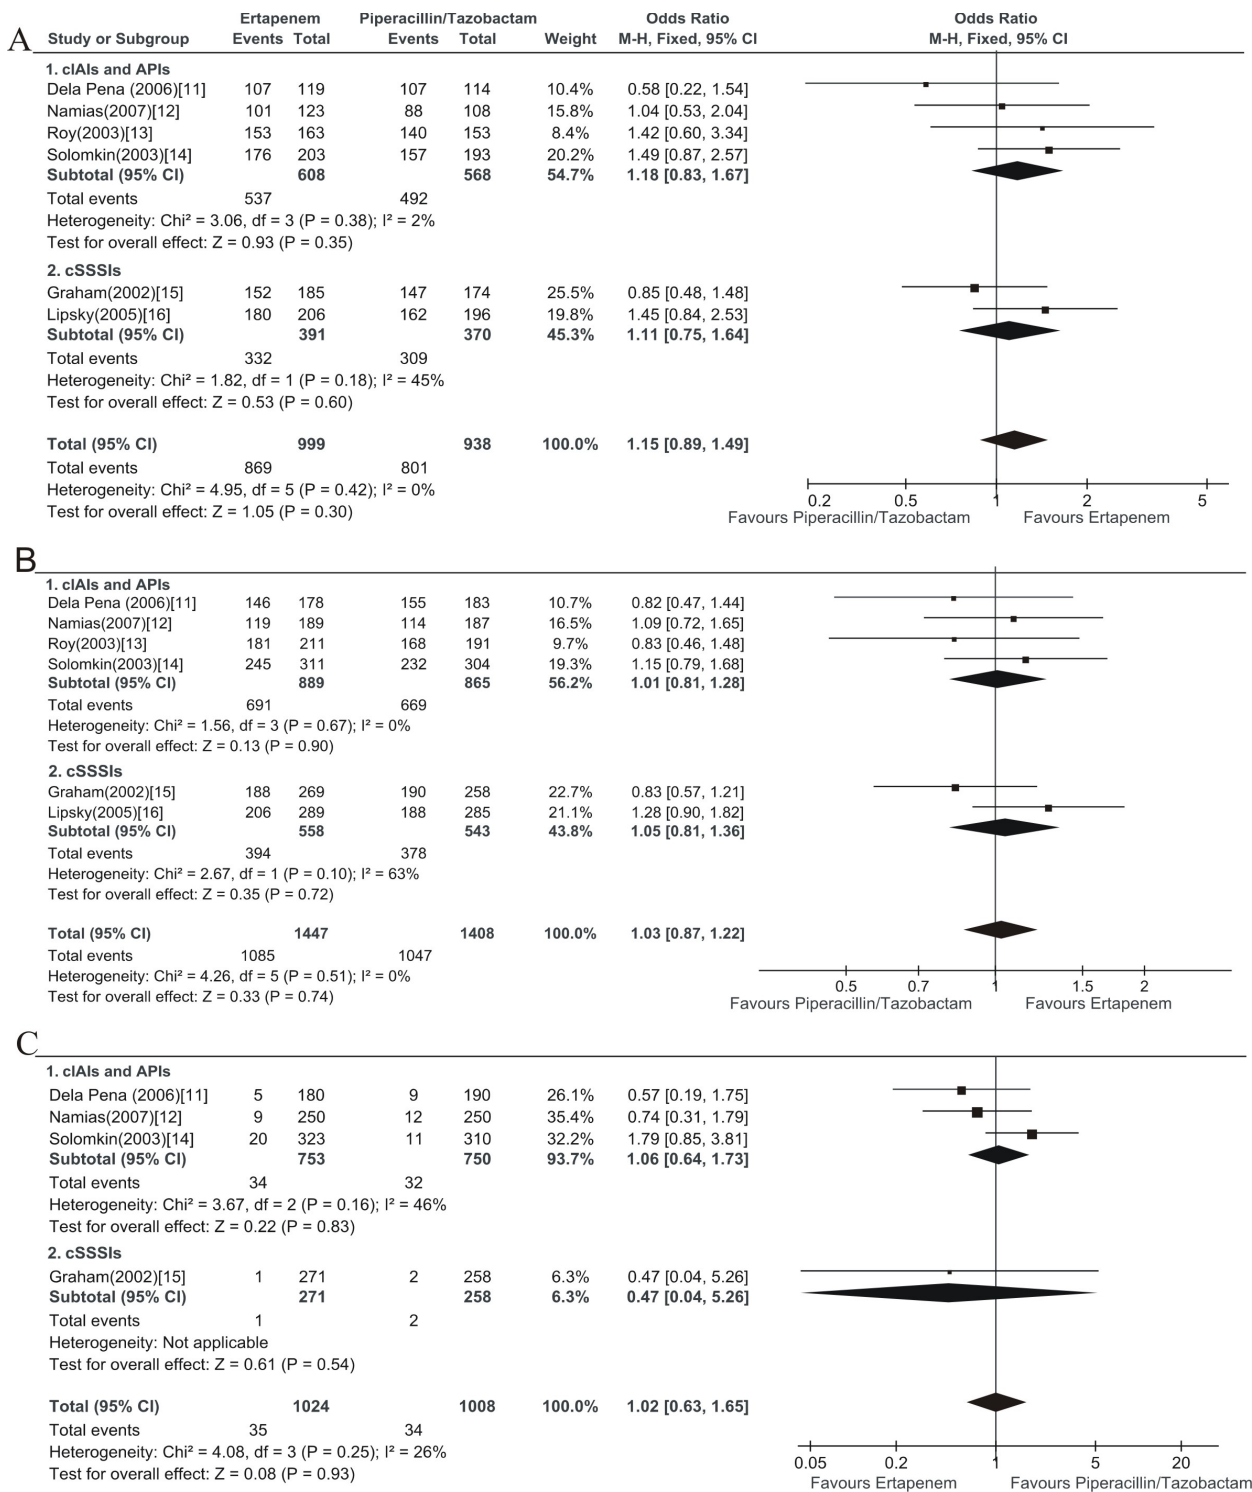 A
Ertapenem Piperacillin/Tazobactam Odds Ratio Odds Ratio
Study or Subgroup Events Total Events Total Weight M-H, Fixed, 95% CI M-H, Fixed, 95% CI
1. cIAIs and APIs
Dela Pena (2006)[11] 107 119 107 114 10.4% 0.58 [0.22, 1.54]
Namias(2007)[12] 101 123 88 108 15.8% 1.04 [0.53, 2.04]
Roy(2003)[13] 153 163 140 153 8.4% 1.42 [0.60, 3.34]
Solomkin(2003)[14] 176 203 157 193 20.2% 1.49 [0.87, 2.57]
Subtotal (95% CI) 608 568 54.7% 1.18 [0.83, 1.67]
Total events 537 492
Heterogeneity: Chi² = 3.06, df = 3 (P = 0.38); I² = 2%
Test for overall effect: Z = 0.93 (P = 0.35)
2. cSSSIs
Graham(2002)[15] 152 185 147 174 25.5% 0.85 [0.48, 1.48]
Lipsky(2005)[16] 180 206 162 196 19.8% 1.45 [0.84, 2.53]
Subtotal (95% CI) 391 370 45.3% 1.11 [0.75, 1.64]
Total events 332 309
Heterogeneity: Chi² = 1.82, df = 1 (P = 0.18); I² = 45%
Test for overall effect: Z = 0.53 (P = 0.60)
Total (95% CI) 999 938 100.0% 1.15 [0.89, 1.49]
Total events 869 801
Heterogeneity: Chi² = 4.95, df = 5 (P = 0.42); I² = 0%
Test for overall effect: Z = 1.05 (P = 0.30)
0.2 0.5 1 2 5
Favours Piperacillin/Tazobactam Favours Ertapenem
B
1. cIAIs and APIs
Dela Pena (2006)[11] 146 178 155 183 10.7% 0.82 [0.47, 1.44]
Namias(2007)[12] 119 189 114 187 16.5% 1.09 [0.72, 1.65]
Roy(2003)[13] 181 211 168 191 9.7% 0.83 [0.46, 1.48]
Solomkin(2003)[14] 245 311 232 304 19.3% 1.15 [0.79, 1.68]
Subtotal (95% CI) 889 865 56.2% 1.01 [0.81, 1.28]
Total events 691 669
Heterogeneity: Chi² = 1.56, df = 3 (P = 0.67); I² = 0%
Test for overall effect: Z = 0.13 (P = 0.90)
2. cSSSIs
Graham(2002)[15] 188 269 190 258 22.7% 0.83 [0.57, 1.21]
Lipsky(2005)[16] 206 289 188 285 21.1% 1.28 [0.90, 1.82]
Subtotal (95% CI) 558 543 43.8% 1.05 [0.81, 1.36]
Total events 394 378
Heterogeneity: Chi² = 2.67, df = 1 (P = 0.10); I² = 63%
Test for overall effect: Z = 0.35 (P = 0.72)
Total (95% CI) 1447 1408 100.0% 1.03 [0.87, 1.22]
Total events 1085 1047
Heterogeneity: Chi² = 4.26, df = 5 (P = 0.51); I² = 0%
Test for overall effect: Z = 0.33 (P = 0.74)
0.5 0.7 1 1.5 2
Favours Piperacillin/Tazobactam Favours Ertapenem
C
1. cIAIs and APIs
Dela Pena (2006)[11] 5 180 9 190 26.1% 0.57 [0.19, 1.75]
Namias(2007)[12] 9 250 12 250 35.4% 0.74 [0.31, 1.79]
Solomkin(2003)[14] 20 323 11 310 32.2% 1.79 [0.85, 3.81]
Subtotal (95% CI) 753 750 93.7% 1.06 [0.64, 1.73]
Total events 34 32
Heterogeneity: Chi² = 3.67, df = 2 (P = 0.16); I² = 46%
Test for overall effect: Z = 0.22 (P = 0.83)
2. cSSSIs
Graham(2002)[15] 1 271 2 258 6.3% 0.47 [0.04, 5.26]
Subtotal (95% CI) 271 258 6.3% 0.47 [0.04, 5.26]
Total events 1 2
Heterogeneity: Not applicable
Test for overall effect: Z = 0.61 (P = 0.54)
Total (95% CI) 1024 1008 100.0% 1.02 [0.63, 1.65]
Total events 35 34
Heterogeneity: Chi² = 4.08, df = 3 (P = 0.25); I² = 26%
Test for overall effect: Z = 0.08 (P = 0.93)
0.05 0.2 1 5 20
Favours Ertapenem Favours Piperacillin/Tazobactam